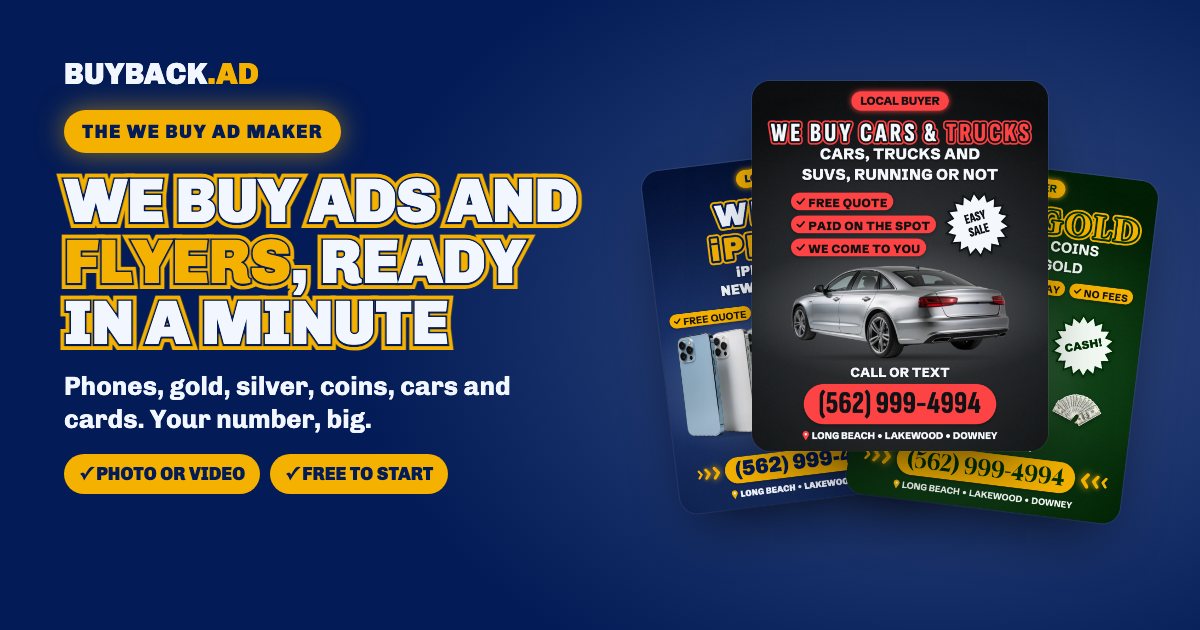 BUYBACK.AD
THE WE BUY AD MAKER
WE BUY ADS AND
FLYERS, READY
IN A MINUTE
Phones, gold, silver, coins, cars and
cards. Your number, big.
✓PHOTO OR VIDEO
✓FREE TO START
LOCAL BUYER
WE BUY CARS & TRUCKS
CARS, TRUCKS AND
SUVS, RUNNING OR NOT
✓ FREE QUOTE
✓ PAID ON THE SPOT
✓ WE COME TO YOU
EASY
SALE
CALL OR TEXT
(562) 999-4994
LONG BEACH • LAKEWOOD • DOWNEY
✓ FREE QUOTE
(562) 999-4
LONG BEACH • LAKEWOO
GOLD
COINS
GOLD
✓ NO FEES
CASH!
(562) 999-4994
LONG BEACH • LAKEWOOD • DOWNEY